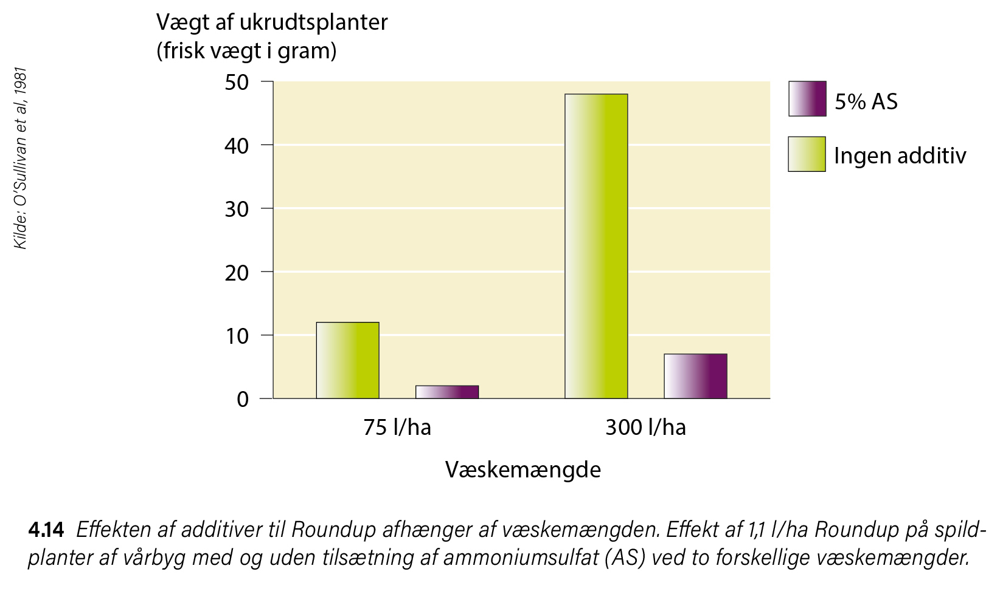 Vægt af ukrudtsplanter
(frisk vægt i gram)
Kilde: O'Sullivan et al, 1981
50
40
30
20
10
0
5% AS
Ingen additiv
75 l/ha
300 l/ha
Væskemængde
4.14 Effekten af additiver til Roundup afhænger af væskemængden. Effekt af 1,1 l/ha Roundup på spild-
planter af vårbyg med og uden tilsætning af ammoniumsulfat (AS) ved to forskellige væskemængder.